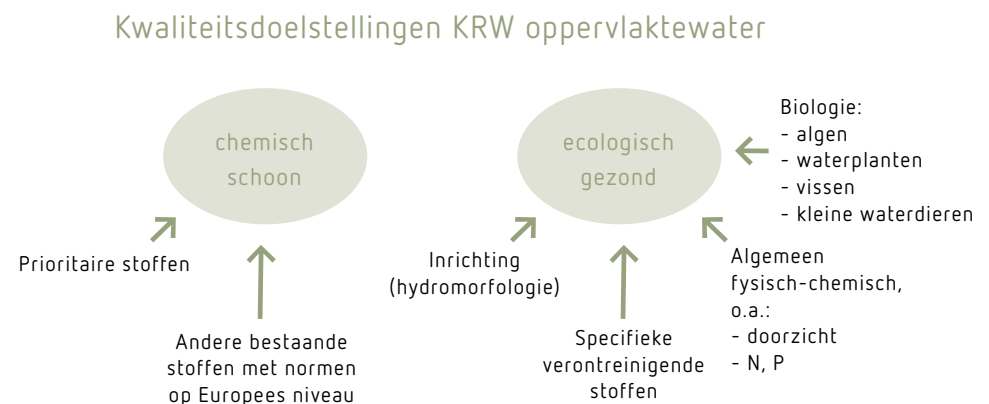 Kwaliteitsdoelstellingen KRW oppervlaktewater
chemisch
schoon
Prioritaire stoffen
Andere bestaande
stoffen met normen
op Europees niveau
ecologisch
gezond
Inrichting
(hydromorfologie)
Specifieke
verontreinigende
stoffen
Biologie:
- algen
- waterplanten
- vissen
- kleine waterdieren
Algemeen
fysisch-chemisch,
o.a.:
- doorzicht
- N, P